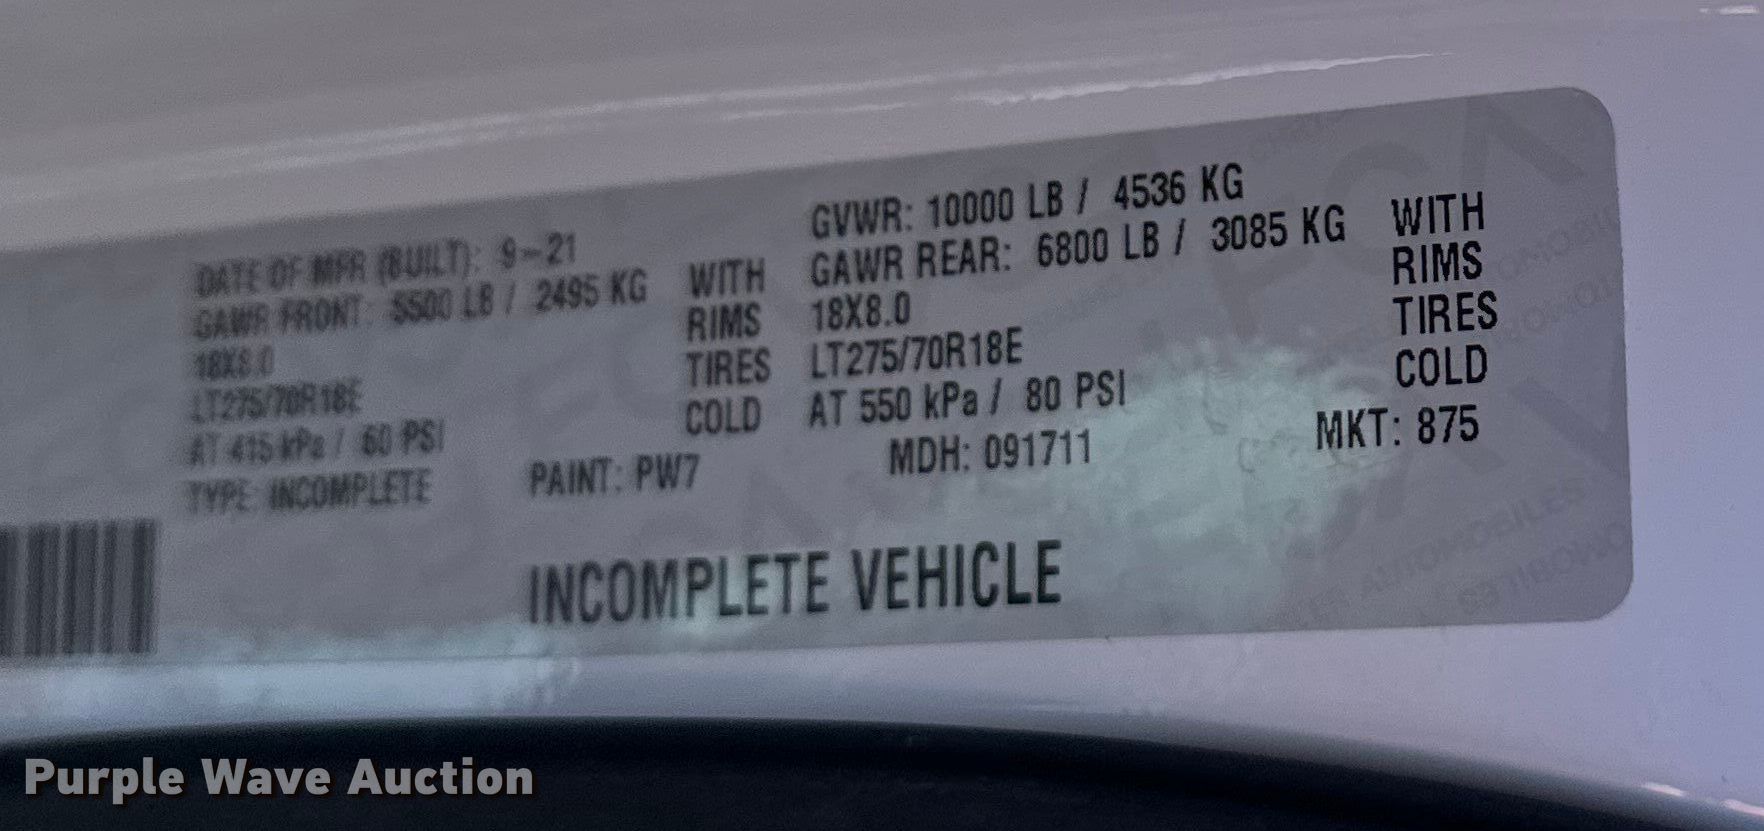 DATE OF MFR (BUILT): 9-21 GVWR: 10000 LB / 4536 KG
GAWR FRONT: 5500 LB / 2495 KG WITH GAWR REAR: 6800 LB / 3085 KG WITH
18X8.0 RIMS 18X8.0 RIMS
LT275/70R18E TIRES LT275/70R18E TIRES
AT 415 kPa / 60 PSI COLD AT 550 kPa / 80 PSI COLD
TYPE: INCOMPLETE PAINT: PW7 MDH: 091711 MKT: 875
INCOMPLETE VEHICLE
Purple Wave Auction